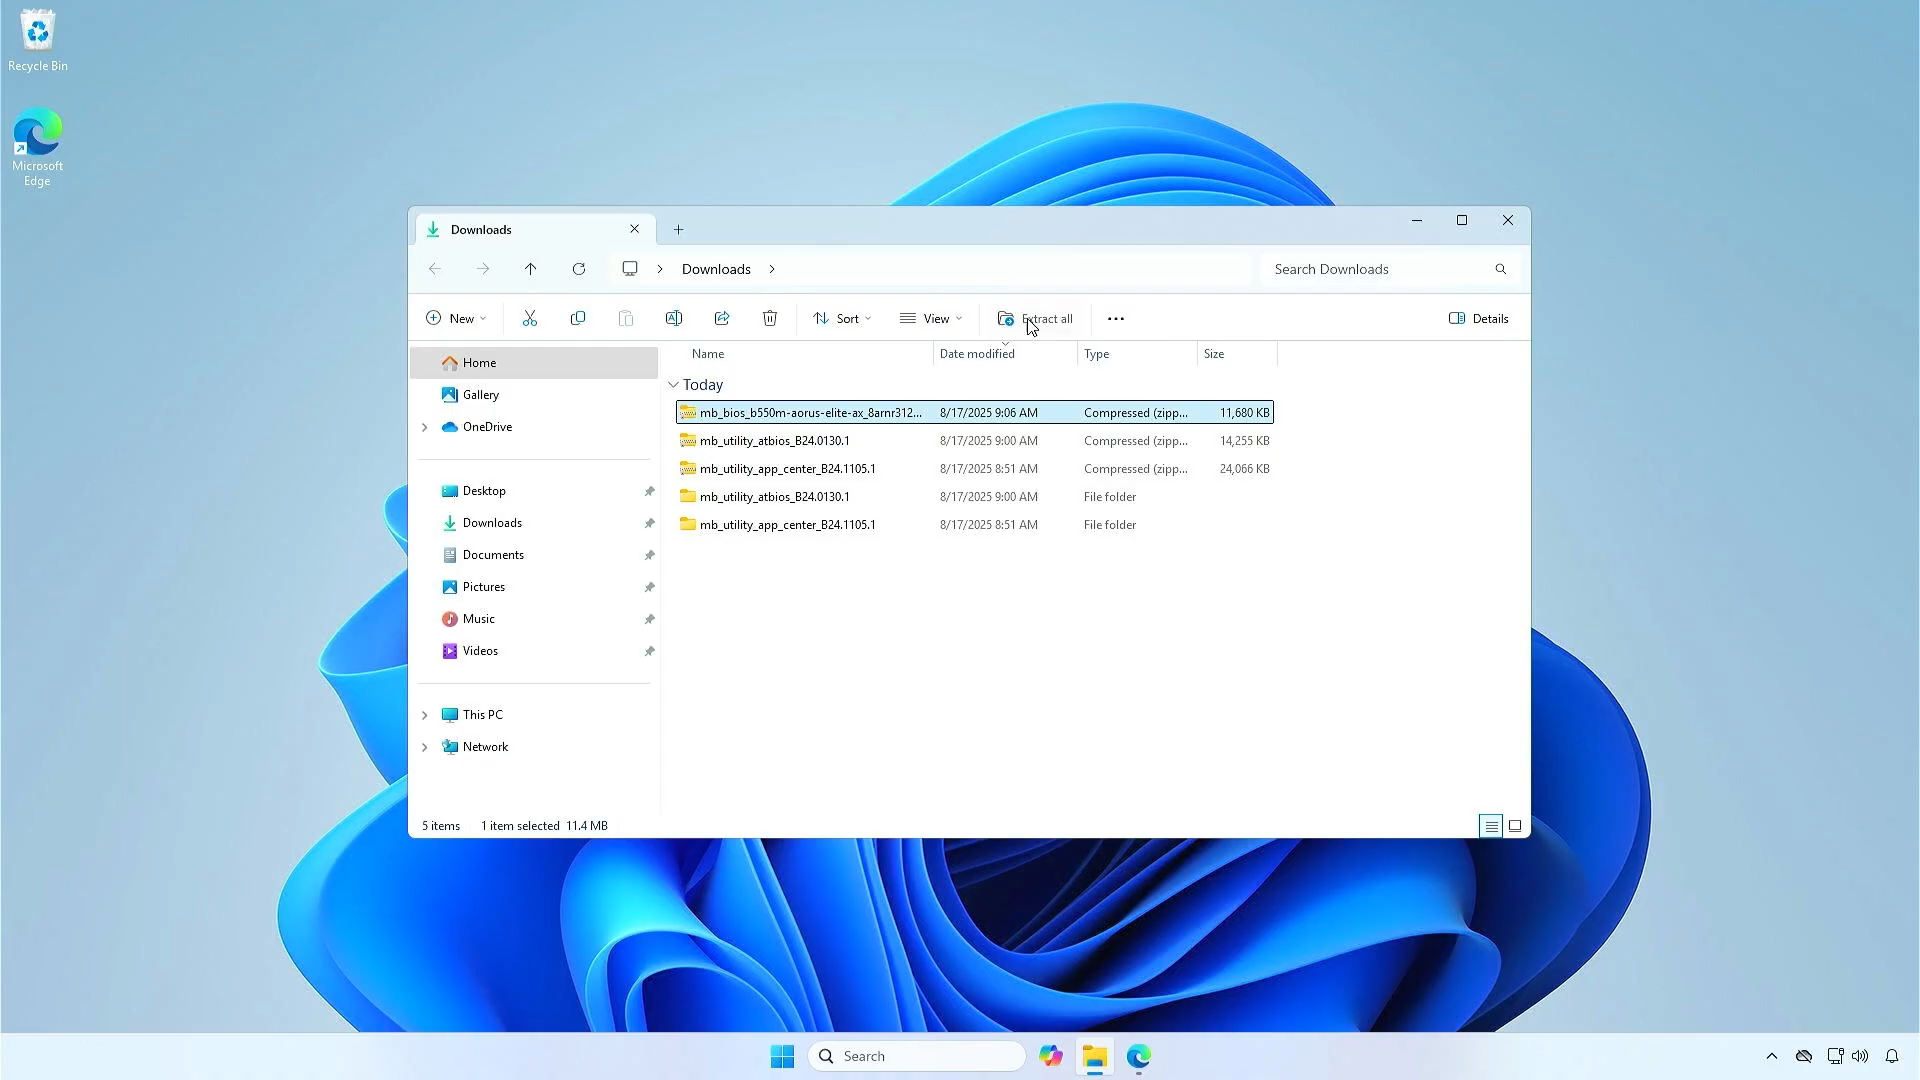 Recycle Bin
Microsoft
Edge
Downloads
Downloads
Search Downloads
New
Sort
View
Extract all
Details
Home
Gallery
OneDrive
Desktop
Downloads
Documents
Pictures
Music
Videos
This PC
Network
Name Date modified Type Size
Today
mb_bios_b550m-aorus-elite-ax_8arnr312... 8/17/2025 9:06 AM Compressed (zipp... 11,680 KB
mb_utility_atbios_B24.0130.1 8/17/2025 9:00 AM Compressed (zipp... 14,255 KB
mb_utility_app_center_B24.1105.1 8/17/2025 8:51 AM Compressed (zipp... 24,066 KB
mb_utility_atbios_B24.0130.1 8/17/2025 9:00 AM File folder
mb_utility_app_center_B24.1105.1 8/17/2025 8:51 AM File folder
5 items 1 item selected 11.4 MB
Search